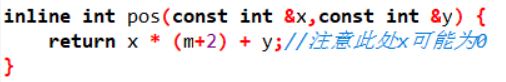 inline int pos(const int &x,const int &y) {
    return x * (m+2) + y;//注意此处x可能为0
}